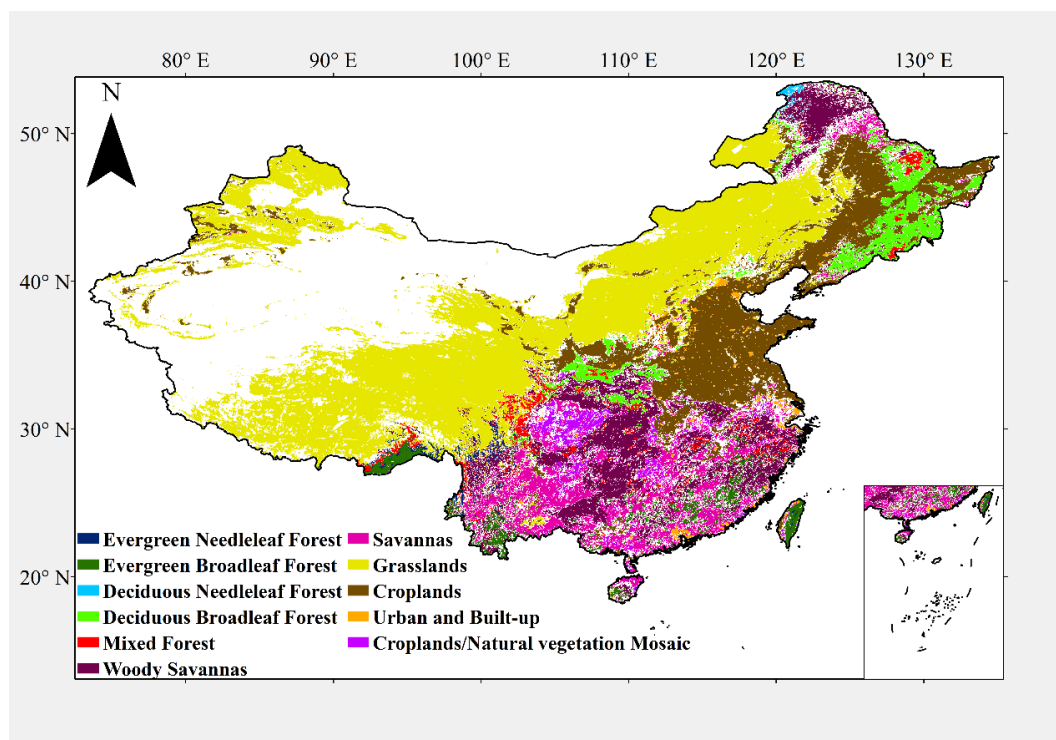 80° E 90° E 100° E 110° E 120° E 130° E
N
50° N
40° N
30° N
20° N
Evergreen Needleleaf Forest Savannas
Evergreen Broadleaf Forest Grasslands
Deciduous Needleleaf Forest Croplands
Deciduous Broadleaf Forest Urban and Built-up
Mixed Forest Croplands/Natural vegetation Mosaic
Woody Savannas